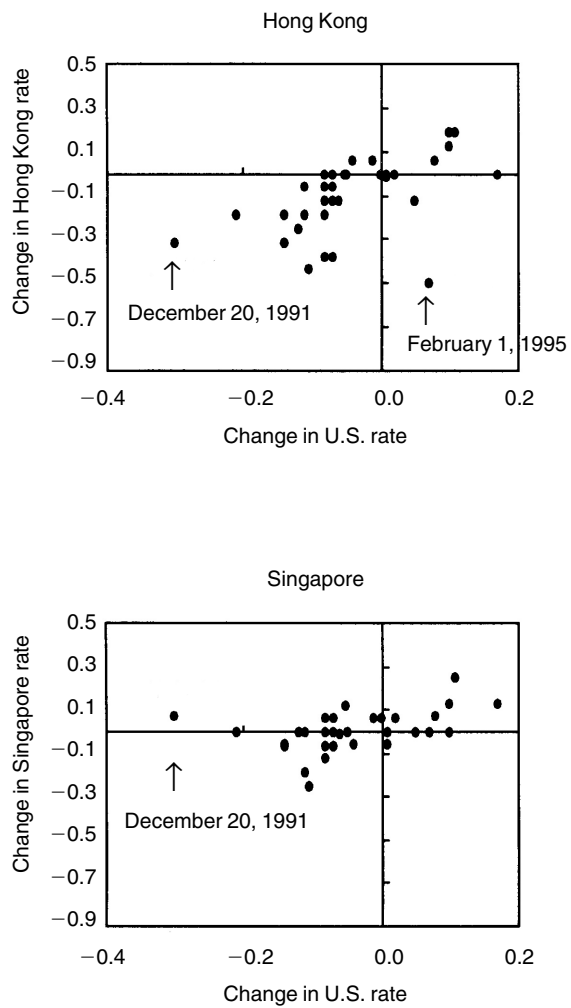 Hong Kong
Change in Hong Kong rate
0.5
0.3
0.1
−0.1
−0.3
−0.5
−0.7
−0.9
December 20, 1991
February 1, 1995
−0.4 −0.2 0.0 0.2
Change in U.S. rate
Singapore
Change in Singapore rate
0.5
0.3
0.1
−0.1
−0.3
−0.5
−0.7
−0.9
December 20, 1991
−0.4 −0.2 0.0 0.2
Change in U.S. rate